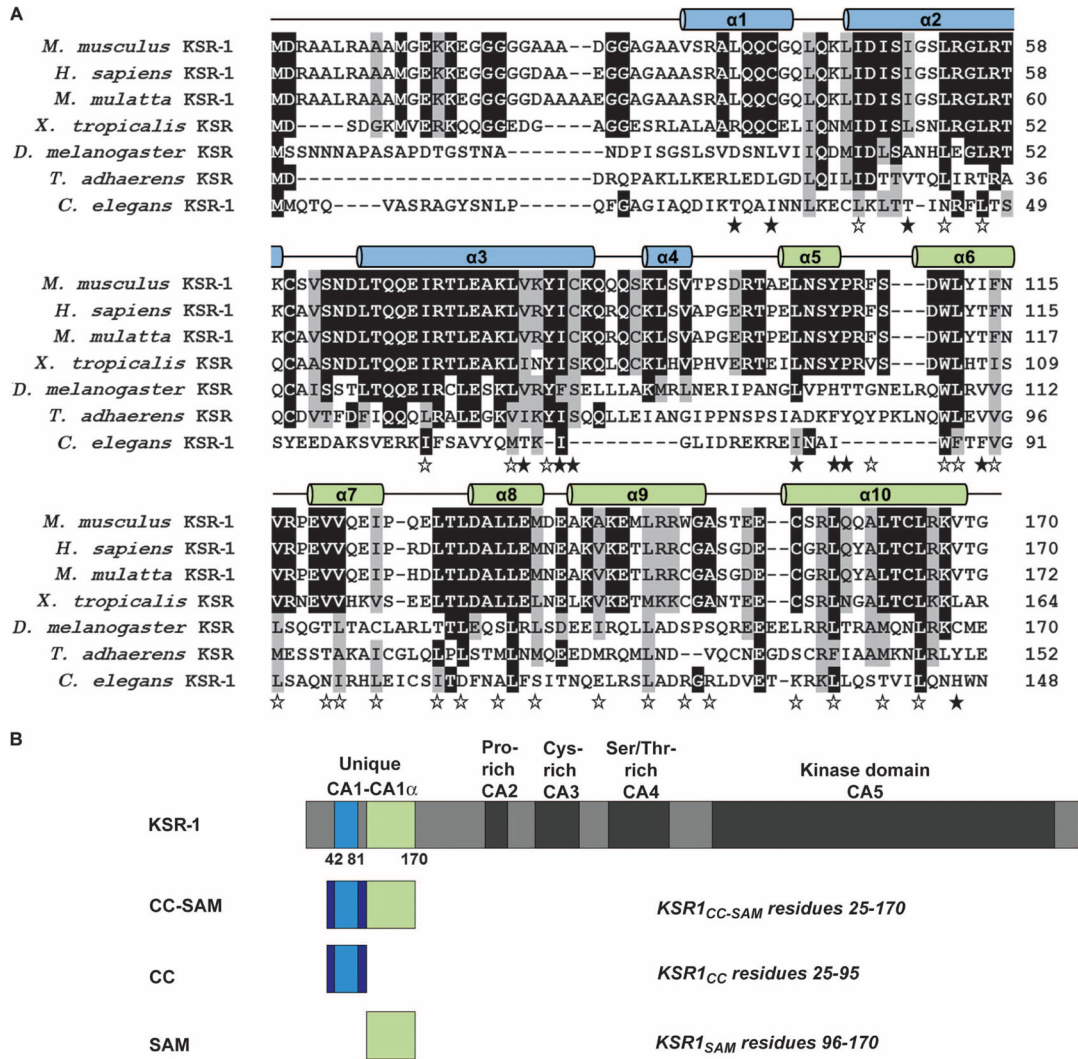 A
α1 α2
M. musculus KSR-1 MDRAALRAAAMGEKKEGGGGGAAA--DGGAGAAVSRALQQCGQLQKLIDISIGSLRGLRT 58
H. sapiens KSR-1 MDRAALRAAAMGEKKEGGGGGDAA--EGGAGAAASRALQQCGQLQKLIDISIGSLRGLRT 58
M. mulatta KSR-1 MDRAALRAAAMGEKKEGGGGGDAAAAEGGAGAAASRALQQCGQLQKLIDISIGSLRGLRT 60
X. tropicalis KSR MD----SDGKMVERKQQGGEDG----AGGESRLALAARQQCELIQNMIDISLSNLRGLRT 52
D. melanogaster KSR MSSNNNAPASAPDTGSTNA--------NDPISGSLSVDSNLVIIQDMIDLSANHLEGLRT 52
T. adhaerens KSR MD------------------------DRQPAKLLKERLEDLGDLQILIDTTVTQLIRTRA 36
C. elegans KSR-1 MMQTQ----VASRAGYSNLP-------QFGAGIAQDIKTQAINNLKECLKLTTINRFLTS 49
★ ★ ☆ ★ ☆ ☆
α3 α4 α5 α6
M. musculus KSR-1 KCSVSNDLTQQEIRTLEAKLVKYICKQQQSKLSVTPSDRTAELNSYPRFS---DWLYIFN 115
H. sapiens KSR-1 KCAVSNDLTQQEIRTLEAKLVRYICKQRQCKLSVAPGERTPELNSYPRFS---DWLYIFN 115
M. mulatta KSR-1 KCAVSNDLTQQEIRTLEAKLVRYICKQRQCKLSVAPGERTPELNSYPRFS---DWLYIFN 117
X. tropicalis KSR QCAASNDLTQQEIRTLEAKLINYISKQLQCKLHVPHVERTEILNSYPRVS---DWLHTIS 109
D. melanogaster KSR QCAISSTLTQQEIRCLESKLVRYFSELLLAKMRLNERIPANGLVPHTTGNELRQWLRVVG 112
T. adhaerens KSR QCDVTFDFIQQQLRALEGKVIKYISQQLLEIANGIPPNSPSIADKFYQYPKLNQWLEVVG 96
C. elegans KSR-1 SYEEDAKSVERKIFSAVYQMTK-I---------GLIDREKREINAI--------WFTFVG 91
☆ ☆★ ☆★★ ★ ★★ ☆ ☆☆ ★☆
α7 α8 α9 α10
M. musculus KSR-1 VRPEVVQEIP-QELTLDALLEMDEAKAKEMLRRWGASTEE--CSRLQQALTCLRKVTG 170
H. sapiens KSR-1 VRPEVVQEIP-RDLTLDALLEMNEAKVKETLRRCGASGDE--CGRLQYALTCLRKVTG 170
M. mulatta KSR-1 VRPEVVQEIP-HDLTLDALLEMNEAKVKETLRRCGASGDE--CSRLQYALTCLRKVTG 172
X. tropicalis KSR VRNEVVHKVS-EELTLDALLELNELKVKETMKKCGANTEE--CSRLNGALTCLKKLAR 164
D. melanogaster KSR LSQGTLTACLARLTTLEQSLRLSDEEIRQLLADSPSQREEEELRRLTRAMQNLRKCME 170
T. adhaerens KSR MESSTAKAICGLQLPLSTMLNMQEEDMRQMLND--VQCNEGDSCRFIAAMKNLRLYLE 152
C. elegans KSR-1 LSAQNIRHLEICSITDFNALFSITNQELRSLADRGRLDVET-KRKLLQSTVILQNHWN 148
☆ ☆☆ ☆ ☆ ☆ ☆ ☆ ☆ ☆ ☆ ☆ ☆ ☆ ☆ ☆ ★
B
Unique
CA1-CA1α
Pro-
rich
CA2
Cys-
rich
CA3
Ser/Thr-
rich
CA4
Kinase domain
CA5
KSR-1
42 81 170
CC-SAM KSR1CC-SAM residues 25-170
CC KSR1CC residues 25-95
SAM KSR1SAM residues 96-170